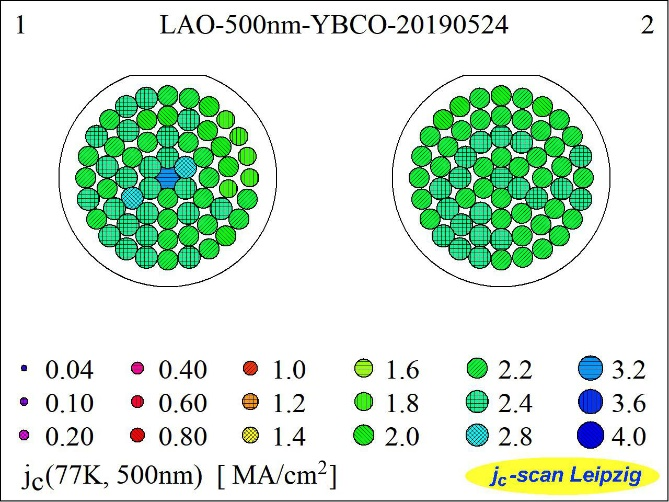 1 LAO-500nm-YBCO-20190524 2
0.04 0.40 1.0 1.6 2.2 3.2
0.10 0.60 1.2 1.8 2.4 3.6
0.20 0.80 1.4 2.0 2.8 4.0
jc(77K, 500nm) [ MA/cm²] jc-scan Leipzig